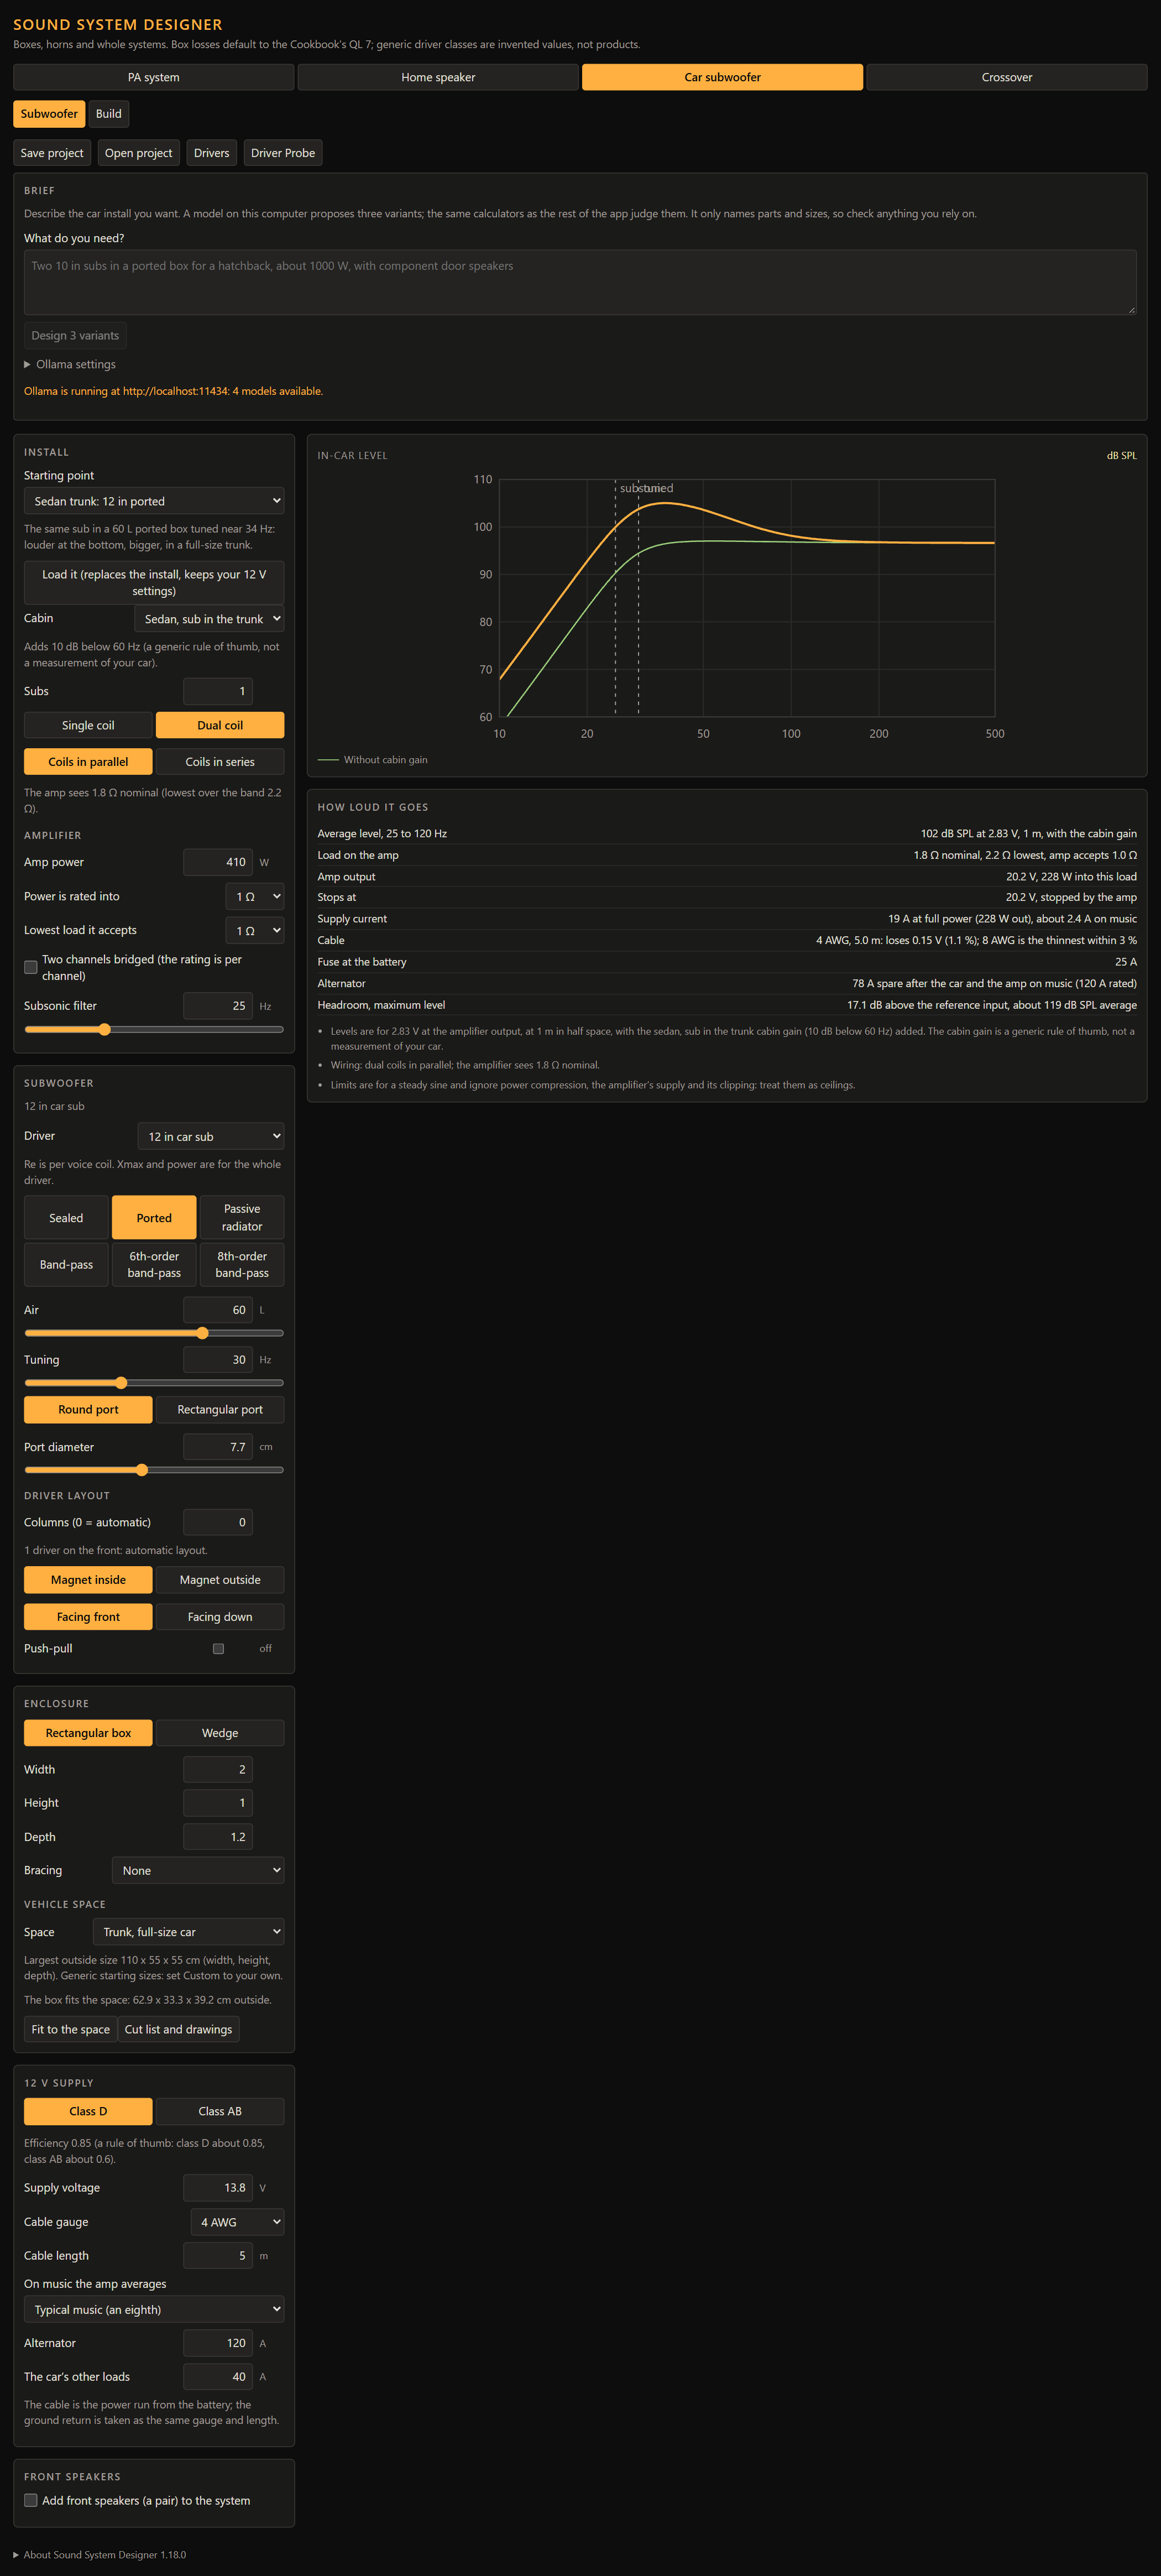 SOUND SYSTEM DESIGNER
Boxes, horns and whole systems. Box losses default to the Cookbook's QL 7; generic driver classes are invented values, not products.
PA system
Home speaker
Car subwoofer
Crossover
Subwoofer
Build
Save project
Open project
Drivers
Driver Probe
BRIEF
Describe the car install you want. A model on this computer proposes three variants; the same calculators as the rest of the app judge them. It only names parts and sizes, so check anything you rely on.
What do you need?
Two 10 in subs in a ported box for a hatchback, about 1000 W, with component door speakers
Design 3 variants
Ollama settings
Ollama is running at http://localhost:11434: 4 models available.
INSTALL
Starting point
Sedan trunk: 12 in ported
The same sub in a 60 L ported box tuned near 34 Hz:
louder at the bottom, bigger, in a full-size trunk.
Load it (replaces the install, keeps your 12 V
settings)
Cabin
Sedan, sub in the trunk
Adds 10 dB below 60 Hz (a generic rule of thumb, not
a measurement of your car).
Subs
1
Single coil
Dual coil
Coils in parallel
Coils in series
The amp sees 1.8 Ω nominal (lowest over the band 2.2
Ω).
AMPLIFIER
Amp power
410 W
Power is rated into
1 Ω
Lowest load it accepts
1 Ω
Two channels bridged (the rating is per
channel)
Subsonic filter
25 Hz
SUBWOOFER
12 in car sub
Driver
12 in car sub
Re is per voice coil. Xmax and power are for the whole
driver.
Sealed
Ported
Passive
radiator
Band-pass
6th-order
band-pass
8th-order
band-pass
Air
60 L
Tuning
30 Hz
Round port
Rectangular port
Port diameter
7.7 cm
DRIVER LAYOUT
Columns (0 = automatic)
0
1 driver on the front: automatic layout.
Magnet inside
Magnet outside
Facing front
Facing down
Push-pull
off
ENCLOSURE
Rectangular box
Wedge
Width
2
Height
1
Depth
1.2
Bracing
None
VEHICLE SPACE
Space
Trunk, full-size car
Largest outside size 110 x 55 x 55 cm (width, height,
depth). Generic starting sizes: set Custom to your own.
The box fits the space: 62.9 x 33.3 x 39.2 cm outside.
Fit to the space
Cut list and drawings
12 V SUPPLY
Class D
Class AB
Efficiency 0.85 (a rule of thumb: class D about 0.85,
class AB about 0.6).
Supply voltage
13.8 V
Cable gauge
4 AWG
Cable length
5 m
On music the amp averages
Typical music (an eighth)
Alternator
120 A
The car's other loads
40 A
The cable is the power run from the battery; the
ground return is taken as the same gauge and length.
FRONT SPEAKERS
Add front speakers (a pair) to the system
IN-CAR LEVEL
dB SPL
110
100
90
80
70
60
10
20
50
100
200
500
Without cabin gain
HOW LOUD IT GOES
Average level, 25 to 120 Hz
102 dB SPL at 2.83 V, 1 m, with the cabin gain
Load on the amp
1.8 Ω nominal, 2.2 Ω lowest, amp accepts 1.0 Ω
Amp output
20.2 V, 228 W into this load
Stops at
20.2 V, stopped by the amp
Supply current
19 A at full power (228 W out), about 2.4 A on music
Cable
4 AWG, 5.0 m: loses 0.15 V (1.1 %); 8 AWG is the thinnest within 3 %
Fuse at the battery
25 A
Alternator
78 A spare after the car and the amp on music (120 A rated)
Headroom, maximum level
17.1 dB above the reference input, about 119 dB SPL average
Levels are for 2.83 V at the amplifier output, at 1 m in half space, with the sedan, sub in the trunk cabin gain (10 dB below 60 Hz) added. The cabin gain is a generic rule of thumb, not a
measurement of your car.
Wiring: dual coils in parallel; the amplifier sees 1.8 Ω nominal.
Limits are for a steady sine and ignore power compression, the amplifier's supply and its clipping: treat them as ceilings.
About Sound System Designer 1.18.0